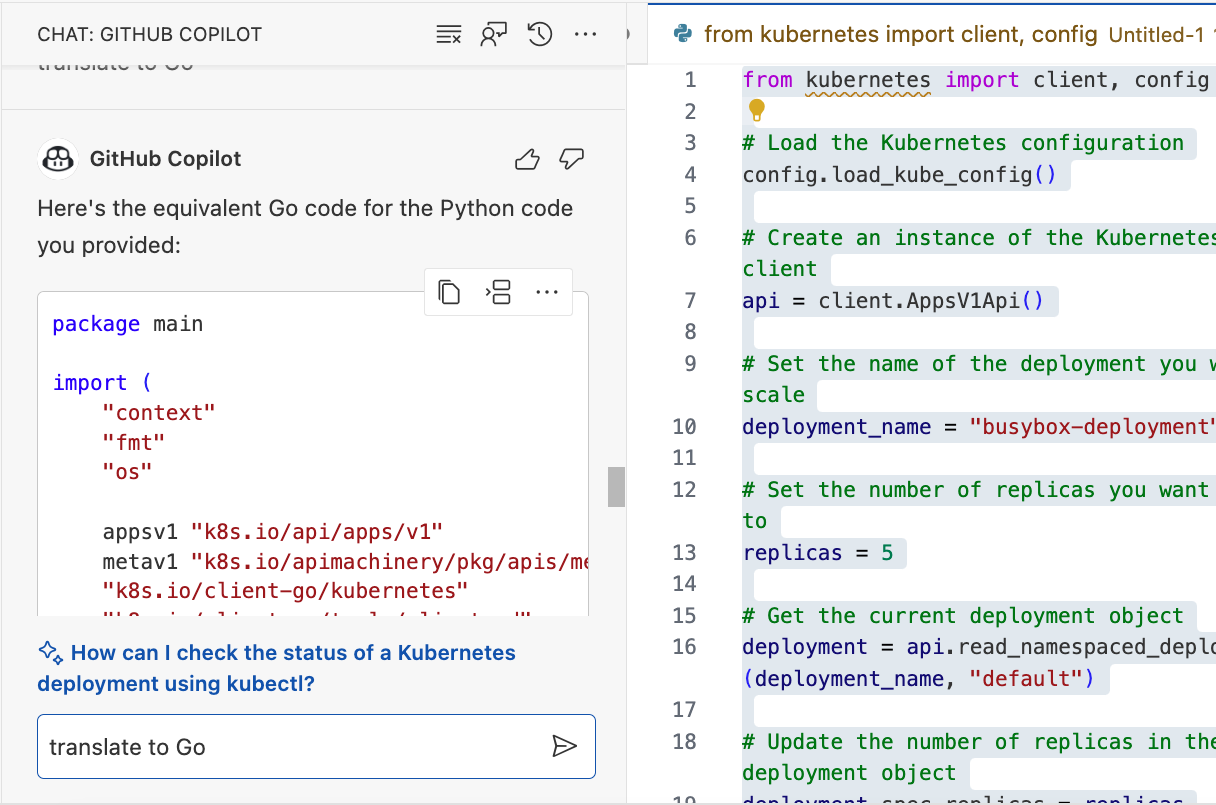 CHAT: GITHUB COPILOT
translate to Go
GitHub Copilot
Here's the equivalent Go code for the Python code
you provided:
package main
import (
"context"
"fmt"
"os"
appsv1 "k8s.io/api/apps/v1"
metav1 "k8s.io/apimachinery/pkg/apis/me
"k8s.io/client-go/kubernetes"
How can I check the status of a Kubernetes
deployment using kubectl?
translate to Go
from kubernetes import client, config Untitled-1
1 from kubernetes import client, config
2
3 # Load the Kubernetes configuration
4 config.load_kube_config()
5
6 # Create an instance of the Kubernetes
client
7 api = client.AppsV1Api()
8
9 # Set the name of the deployment you w
scale
10 deployment_name = "busybox-deployment"
11
12 # Set the number of replicas you want
to
13 replicas = 5
14
15 # Get the current deployment object
16 deployment = api.read_namespaced_deplo
(deployment_name, "default")
17
18 # Update the number of replicas in the
deployment object
19 deployment.spec.replicas = replicas